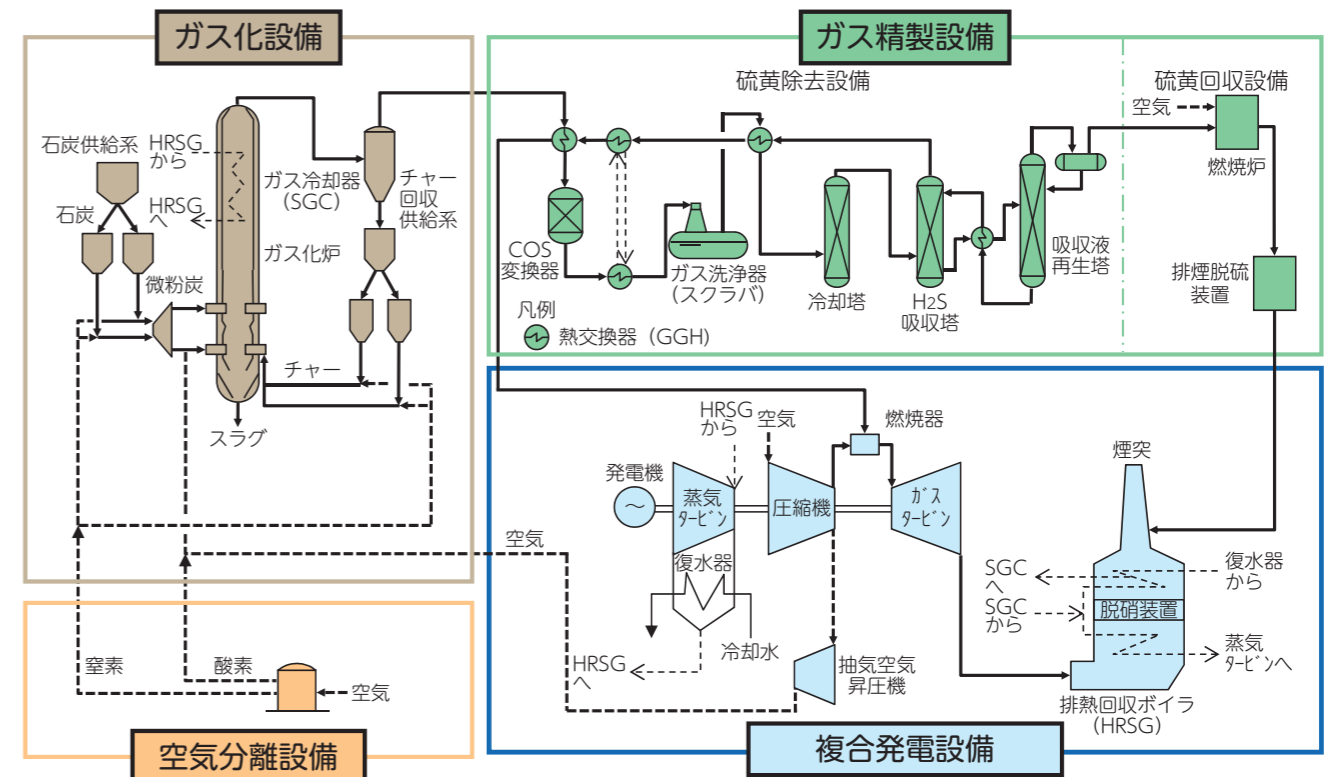 ガス化設備
石炭供給系
石炭
微粉炭
HRSG
から
HRSG
へ
ガス冷却器
(SGC)
ガス化炉
チャー
回収
供給系
チャー
スラグ
ガス精製設備
硫黄除去設備
COS
変換器
ガス洗浄器
(スクラバ)
冷却塔
H2S
吸収塔
吸収液
再生塔
凡例
熱交換器（GGH）
硫黄回収設備
空気
燃焼炉
排煙脱硫
装置
空気分離設備
窒素
酸素
空気
空気
複合発電設備
発電機
～
HRSG
から
空気
燃焼器
蒸気
ﾀｰﾋﾞﾝ
圧縮機
ｶﾞｽ
ﾀｰﾋﾞﾝ
復水器
冷却水
HRSG
へ
抽気空気
昇圧機
煙突
SGC
へ
SGC
から
脱硝装置
復水器
から
蒸気
ﾀｰﾋﾞﾝへ
排熱回収ボイラ
(HRSG)